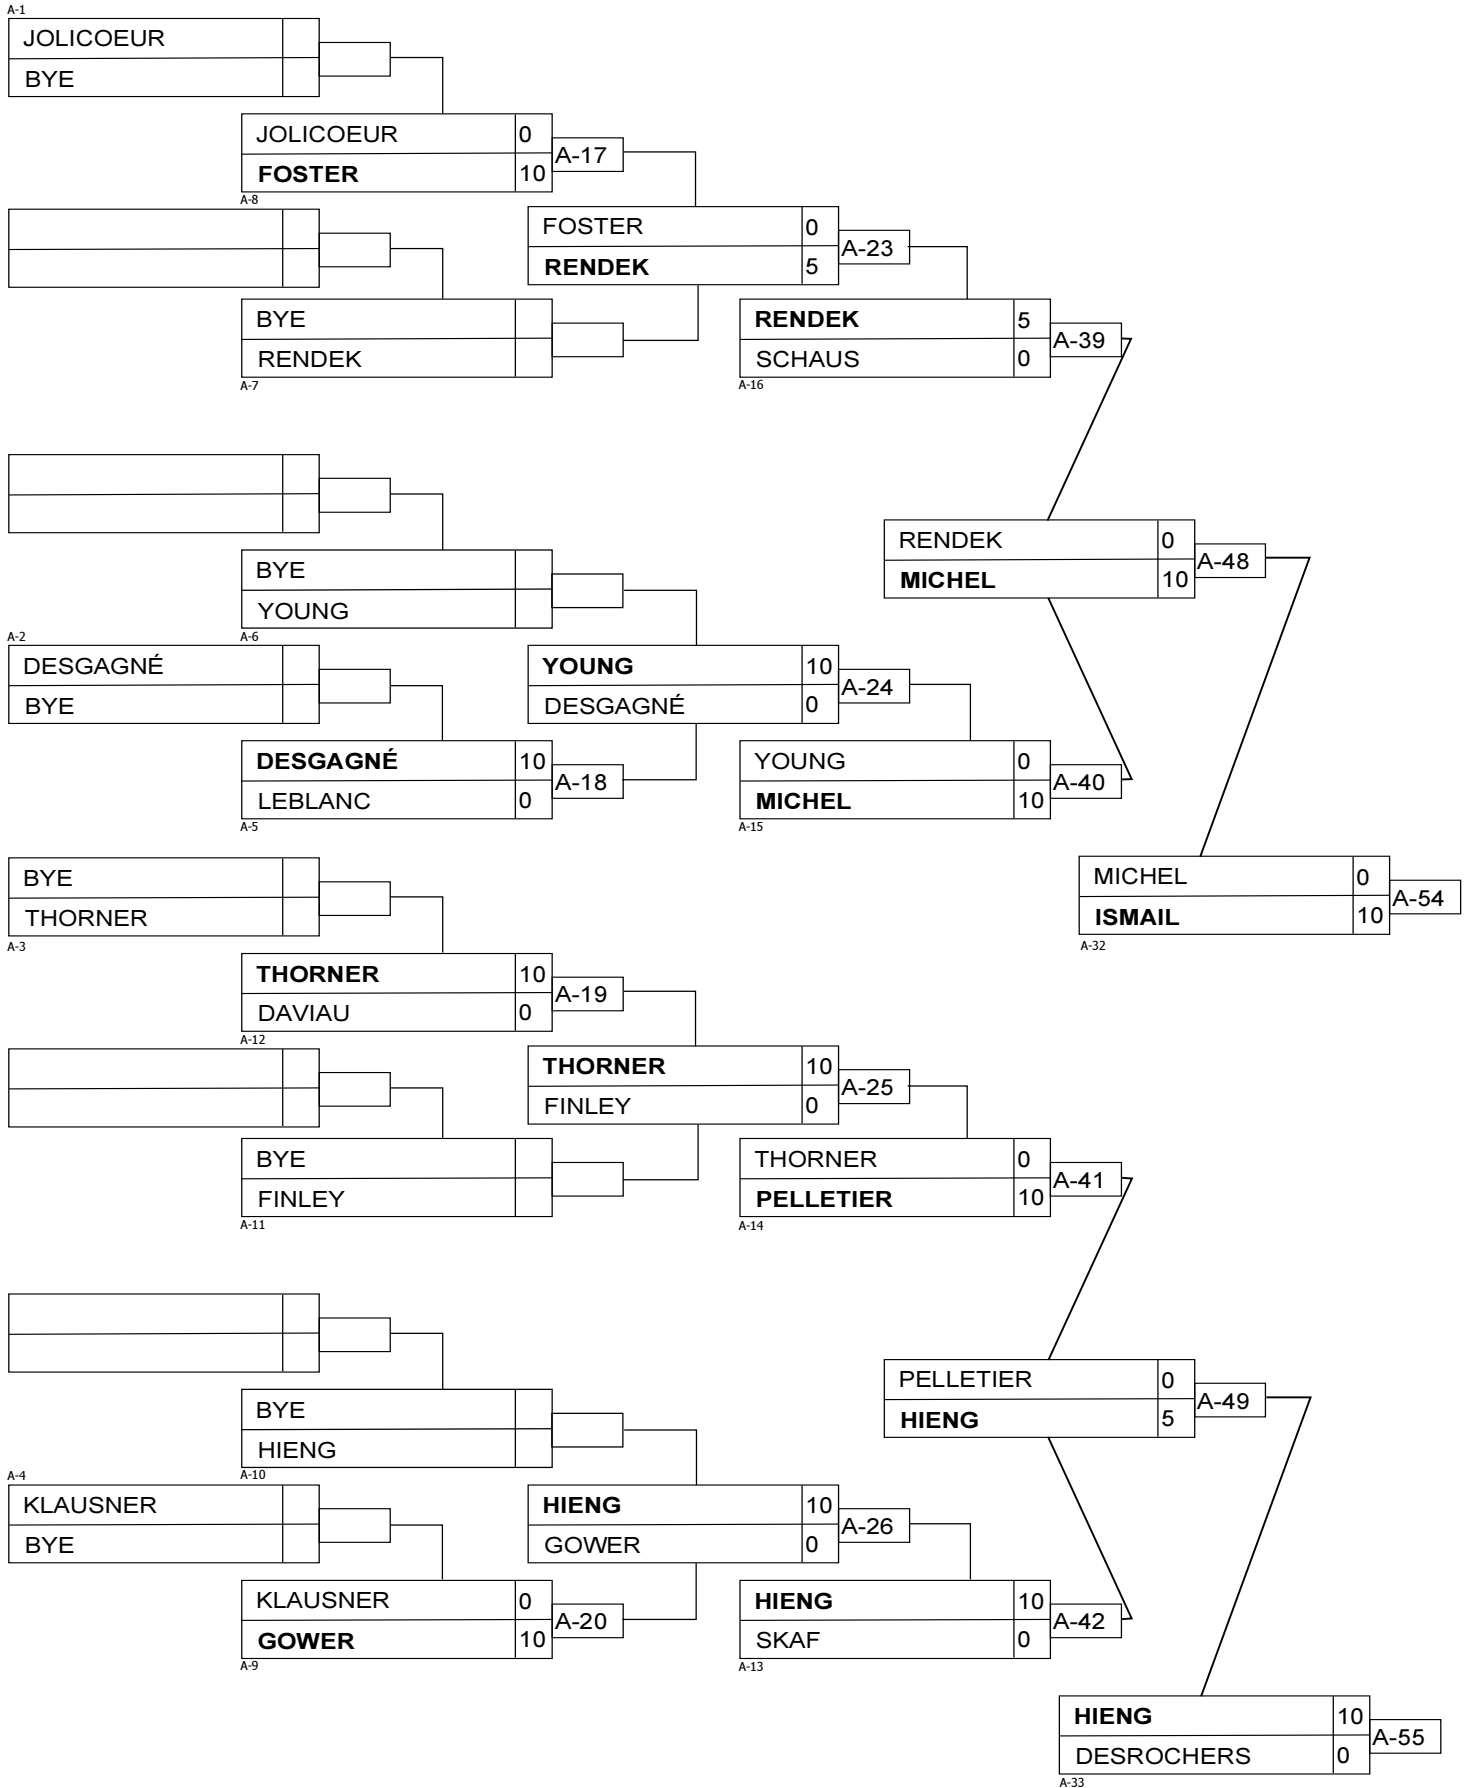 A-1
JOLICOEUR
BYE
JOLICOEUR 0
FOSTER 10
A-17
A-8
FOSTER 0
RENDEK 5
A-23
BYE
RENDEK
A-7
RENDEK 5
SCHAUS 0
A-39
A-16
RENDEK 0
MICHEL 10
A-48
BYE
YOUNG
A-2
A-6
DESGAGNÉ
BYE
YOUNG 10
DESGAGNÉ 0
A-24
DESGAGNÉ 10
LEBLANC 0
A-18
A-5
YOUNG 0
MICHEL 10
A-40
A-15
BYE
THORNER
A-3
MICHEL 0
ISMAIL 10
A-54
A-32
THORNER 10
DAVIAU 0
A-19
A-12
THORNER 10
FINLEY 0
A-25
BYE
FINLEY
A-11
THORNER 0
PELLETIER 10
A-41
A-14
PELLETIER 0
HIENG 5
A-49
BYE
HIENG
A-4
A-10
KLAUSNER
BYE
HIENG 10
GOWER 0
A-26
KLAUSNER 0
GOWER 10
A-20
A-9
HIENG 10
SKAF 0
A-42
A-13
HIENG 10
DESROCHERS 0
A-55
A-33